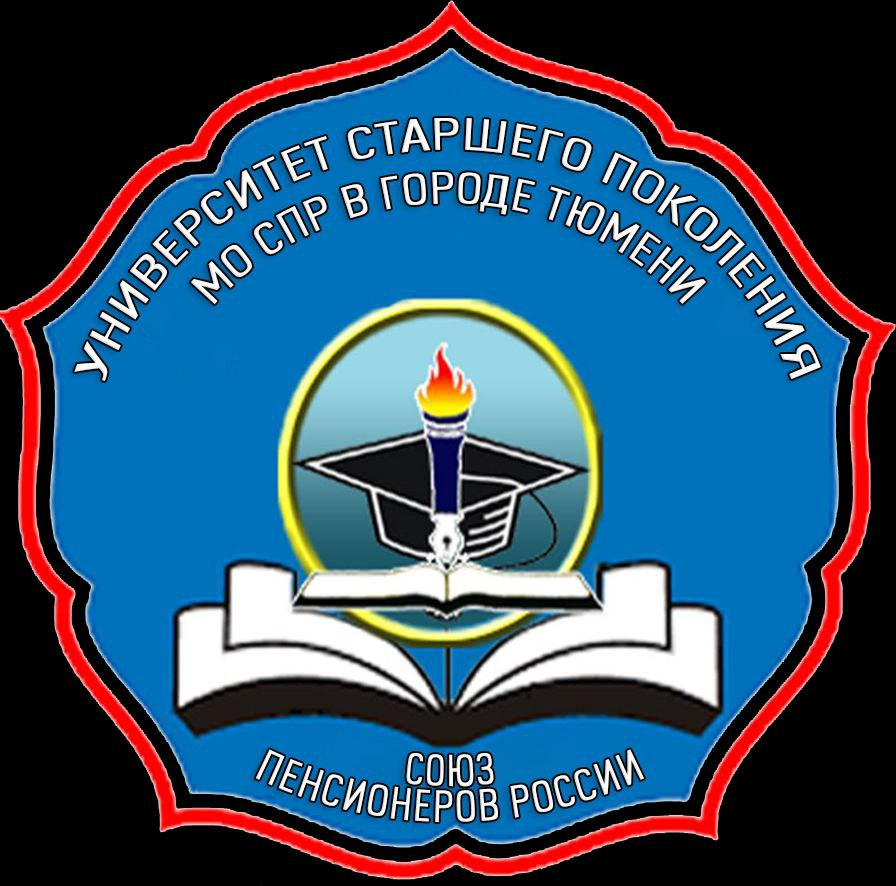 УНИВЕРСИТЕТ СТАРШЕГО ПОКОЛЕНИЯ
МО СПР В ГОРОДЕ ТЮМЕНИ
СОЮЗ
ПЕНСИОНЕРОВ РОССИИ